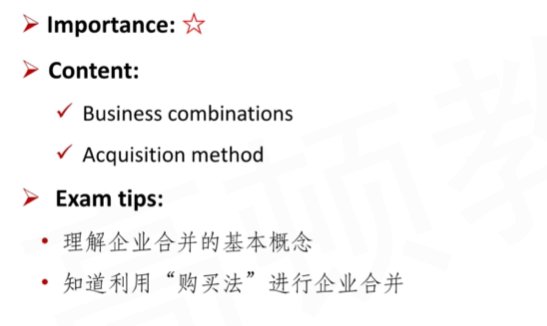 Importance: ☆
Content:
Business combinations
Acquisition method
Exam tips:
理解企业合并的基本概念
知道利用“购买法”进行企业合并